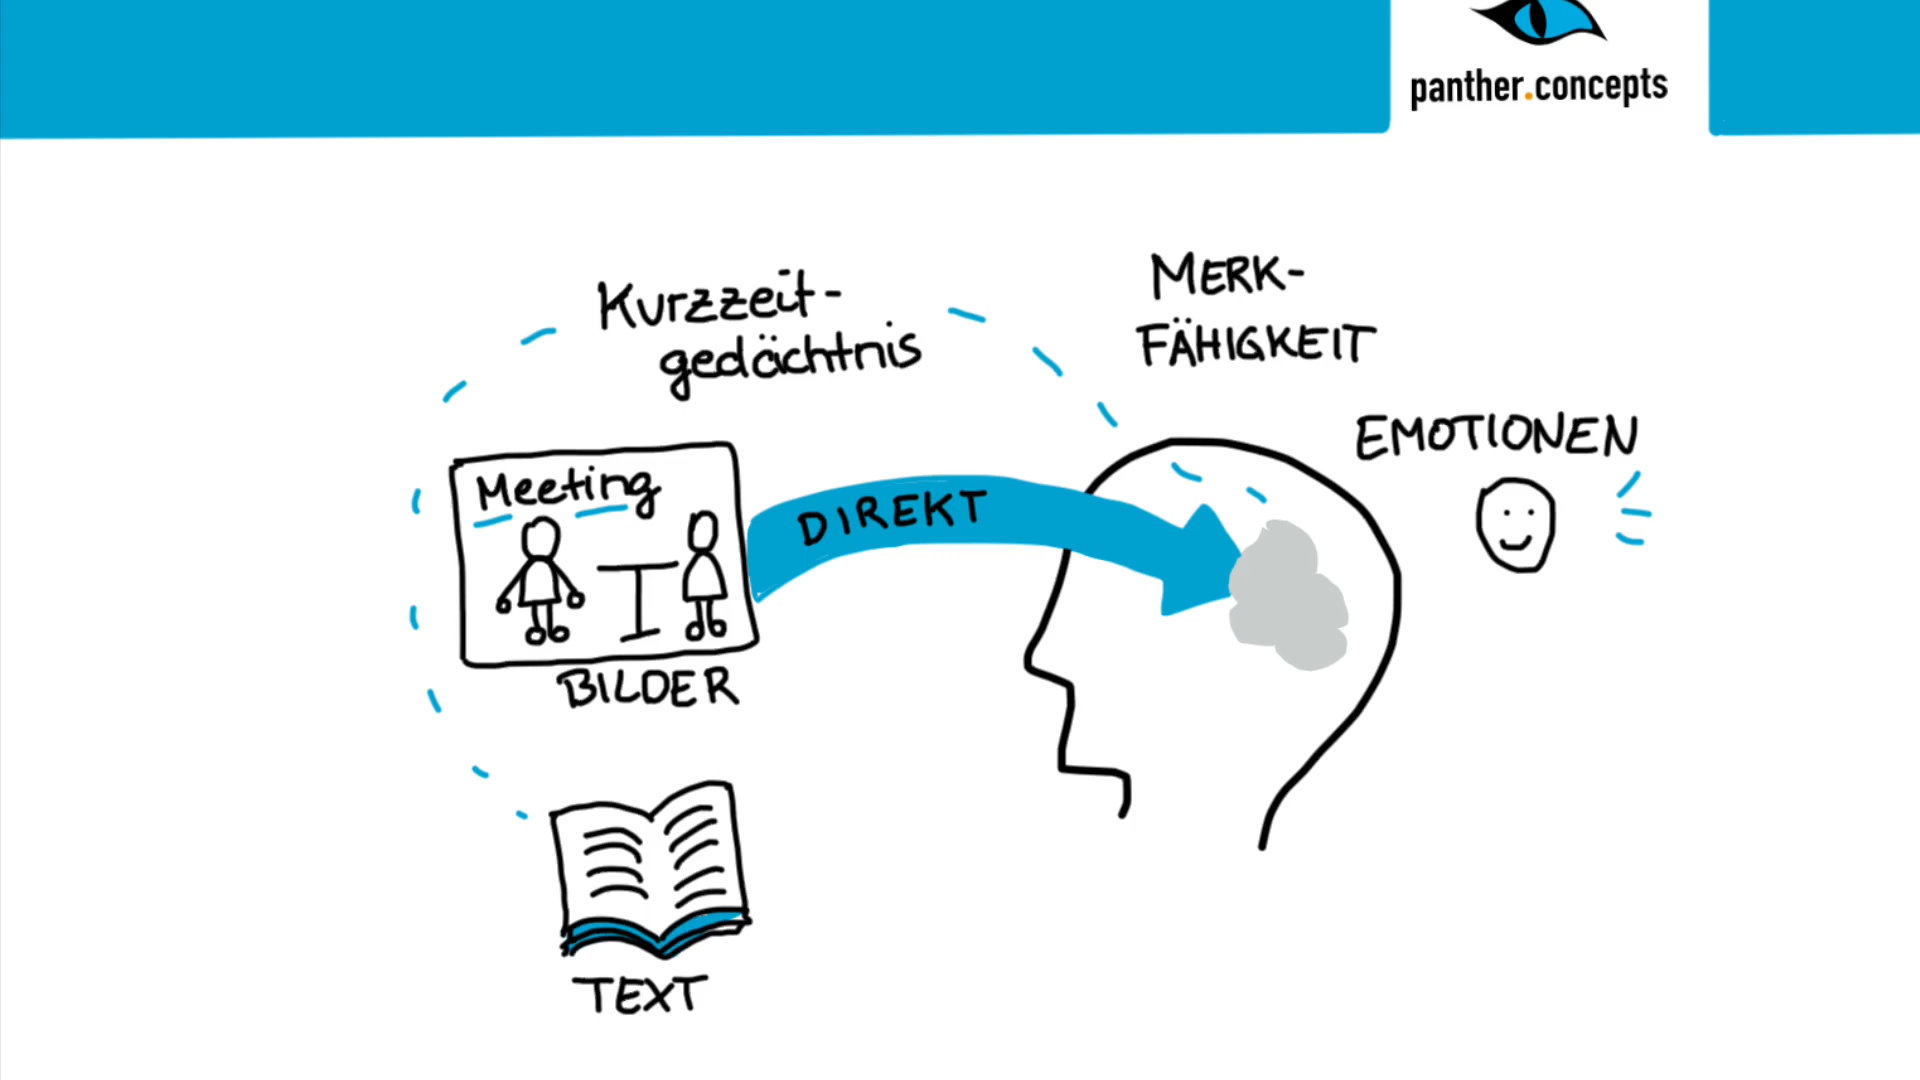 panther.concepts
Kurzzeit-
gedächtnis
MERK-
FÄHIGKEIT
EMOTIONEN
Meeting
DIREKT
BILDER
TEXT